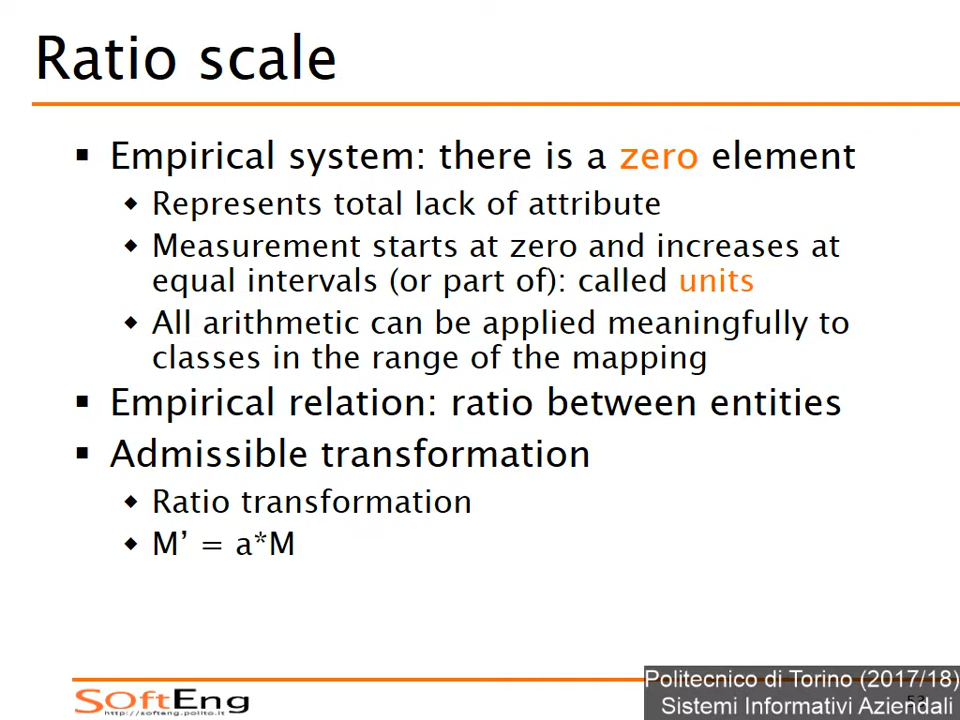 Ratio scale
▪ Empirical system: there is a zero element
◆ Represents total lack of attribute
◆ Measurement starts at zero and increases at
equal intervals (or part of): called units
◆ All arithmetic can be applied meaningfully to
classes in the range of the mapping
▪ Empirical relation: ratio between entities
▪ Admissible transformation
◆ Ratio transformation
◆ M’ = a*M
SOftEng
http://softeng.polito.it
Politecnico di Torino (2017/18)
Sistemi Informativi Aziendali